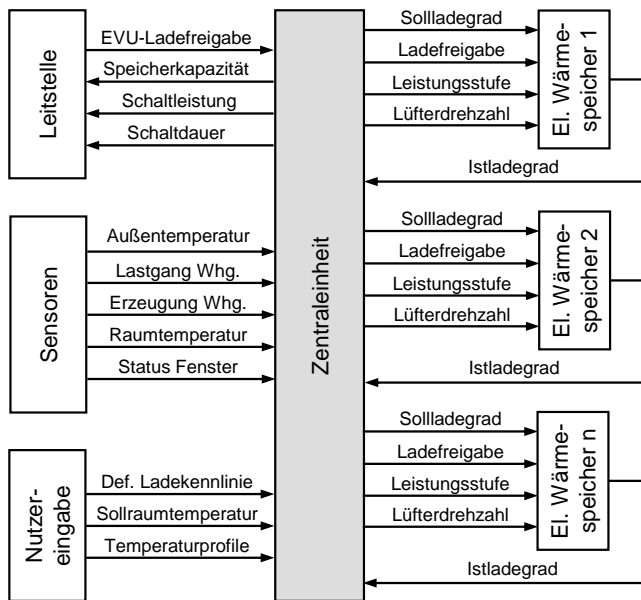 Leitstelle
EVU-Ladefreigabe
Speicherkapazität
Schaltleistung
Schaltdauer
Sensoren
Außentemperatur
Lastgang Whg.
Erzeugung Whg.
Raumtemperatur
Status Fenster
Nutzer-
eingabe
Def. Ladekennlinie
Sollraumtemperatur
Temperaturprofile
Zentraleinheit
Sollladegrad
Ladefreigabe
Leistungsstufe
Lüfterdrehzahl
El. Wärme-
speicher 1
Istladegrad
Sollladegrad
Ladefreigabe
Leistungsstufe
Lüfterdrehzahl
El. Wärme-
speicher 2
Istladegrad
Sollladegrad
Ladefreigabe
Leistungsstufe
Lüfterdrehzahl
El. Wärme-
speicher n
Istladegrad